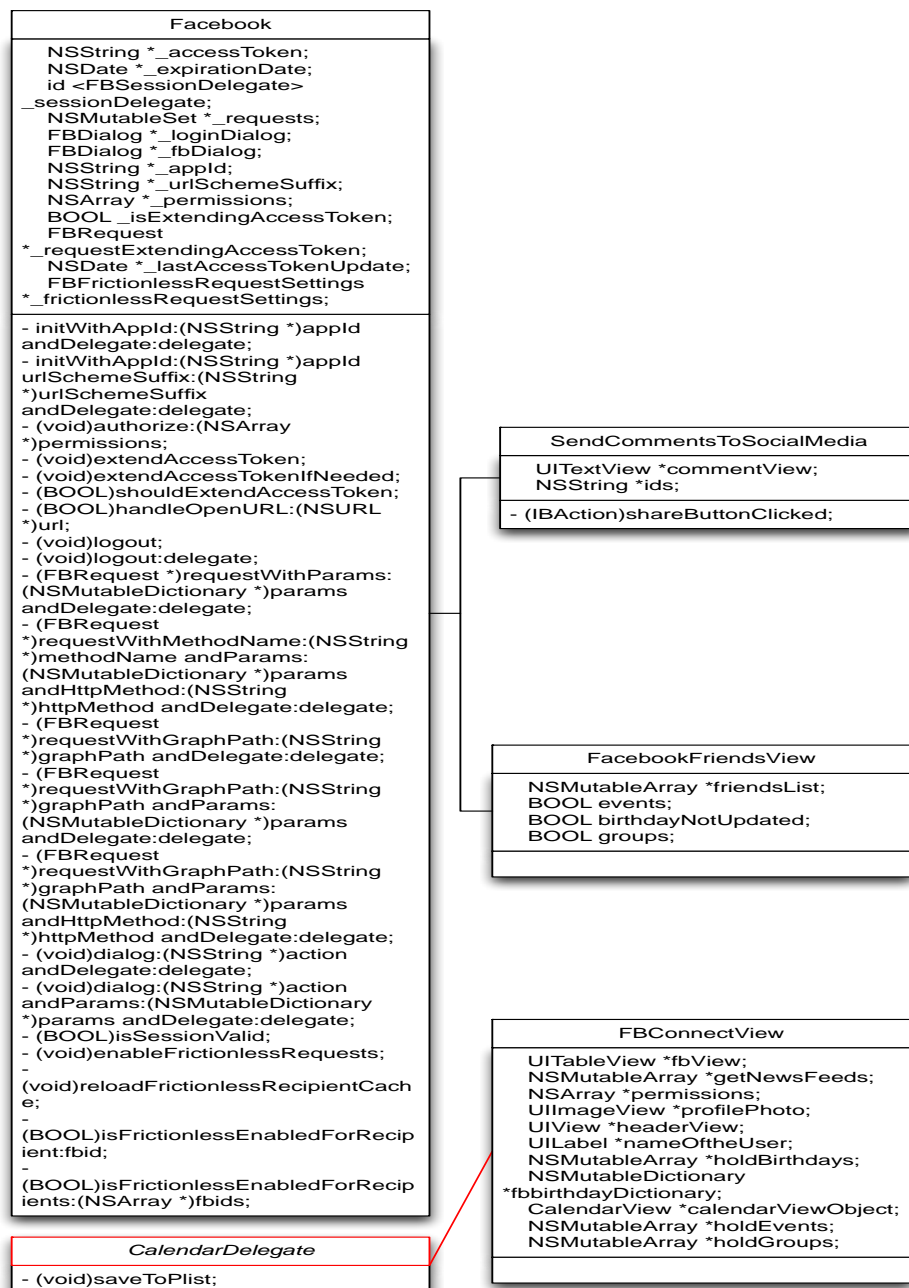 Facebook
NSString *_accessToken;
NSDate *_expirationDate;
id <FBSessionDelegate>
_sessionDelegate;
NSMutableSet *_requests;
FBDialog *_loginDialog;
FBDialog *_fbDialog;
NSString *_appId;
NSString *_urlSchemeSuffix;
NSArray *_permissions;
BOOL _isExtendingAccessToken;
FBRequest
*_requestExtendingAccessToken;
NSDate *_lastAccessTokenUpdate;
FBFrictionlessRequestSettings
*_frictionlessRequestSettings;
- initWithAppId:(NSString *)appId
andDelegate:delegate;
- initWithAppId:(NSString *)appId
urlSchemeSuffix:(NSString
*)urlSchemeSuffix
andDelegate:delegate;
- (void)authorize:(NSArray
*)permissions;
- (void)extendAccessToken;
- (void)extendAccessTokenIfNeeded;
- (BOOL)shouldExtendAccessToken;
- (BOOL)handleOpenURL:(NSURL
*)url;
- (void)logout;
- (void)logout:delegate;
- (FBRequest *)requestWithParams:
(NSMutableDictionary *)params
andDelegate:delegate;
- (FBRequest
*)requestWithMethodName:(NSString
*)methodName andParams:
(NSMutableDictionary *)params
andHttpMethod:(NSString
*)httpMethod andDelegate:delegate;
- (FBRequest
*)requestWithGraphPath:(NSString
*)graphPath andDelegate:delegate;
- (FBRequest
*)requestWithGraphPath:(NSString
*)graphPath andParams:
(NSMutableDictionary *)params
andDelegate:delegate;
- (FBRequest
*)requestWithGraphPath:(NSString
*)graphPath andParams:
(NSMutableDictionary *)params
andHttpMethod:(NSString
*)httpMethod andDelegate:delegate;
- (void)dialog:(NSString *)action
andDelegate:delegate;
- (void)dialog:(NSString *)action
andParams:(NSMutableDictionary
*)params andDelegate:delegate;
- (BOOL)isSessionValid;
- (void)enableFrictionlessRequests;
-
(void)reloadFrictionlessRecipientCach
e;
-
(BOOL)isFrictionlessEnabledForRecip
ient:fbid;
-
(BOOL)isFrictionlessEnabledForRecip
ients:(NSArray *)fbids;
CalendarDelegate
- (void)saveToPlist;
SendCommentsToSocialMedia
UITextView *commentView;
NSString *ids;
- (IBAction)shareButtonClicked;
FacebookFriendsView
NSMutableArray *friendsList;
BOOL events;
BOOL birthdayNotUpdated;
BOOL groups;
FBConnectView
UITableView *fbView;
NSMutableArray *getNewsFeeds;
NSArray *permissions;
UIImageView *profilePhoto;
UIView *headerView;
UILabel *nameOftheUser;
NSMutableArray *holdBirthdays;
NSMutableDictionary
*fbbirthdayDictionary;
CalendarView *calendarViewObject;
NSMutableArray *holdEvents;
NSMutableArray *holdGroups;